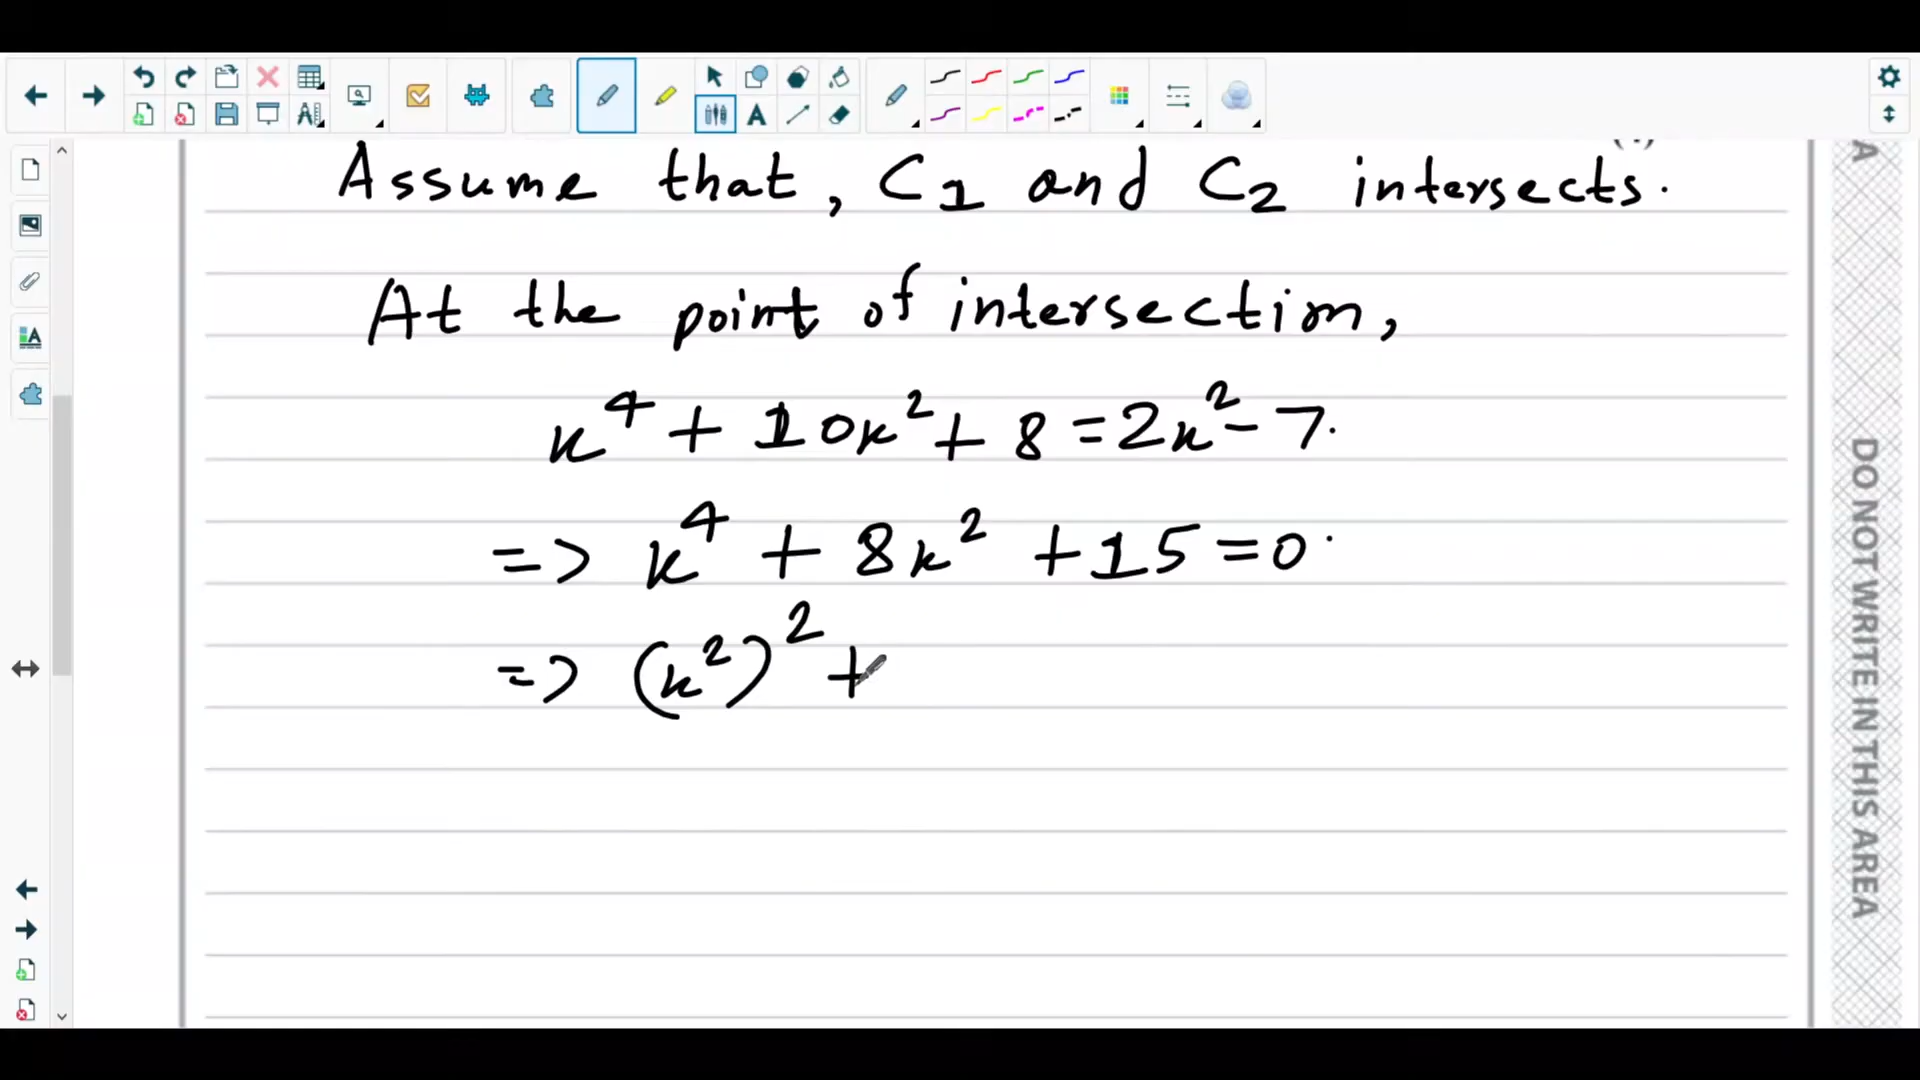 Assume that, C1 and C2 intersects.
At the point of intersection,
x⁴ + 10x² + 8 = 2x² - 7.
=> x⁴ + 8x² + 15 = 0.
=> (x²)² +
A
DO NOT WRITE IN THIS AREA